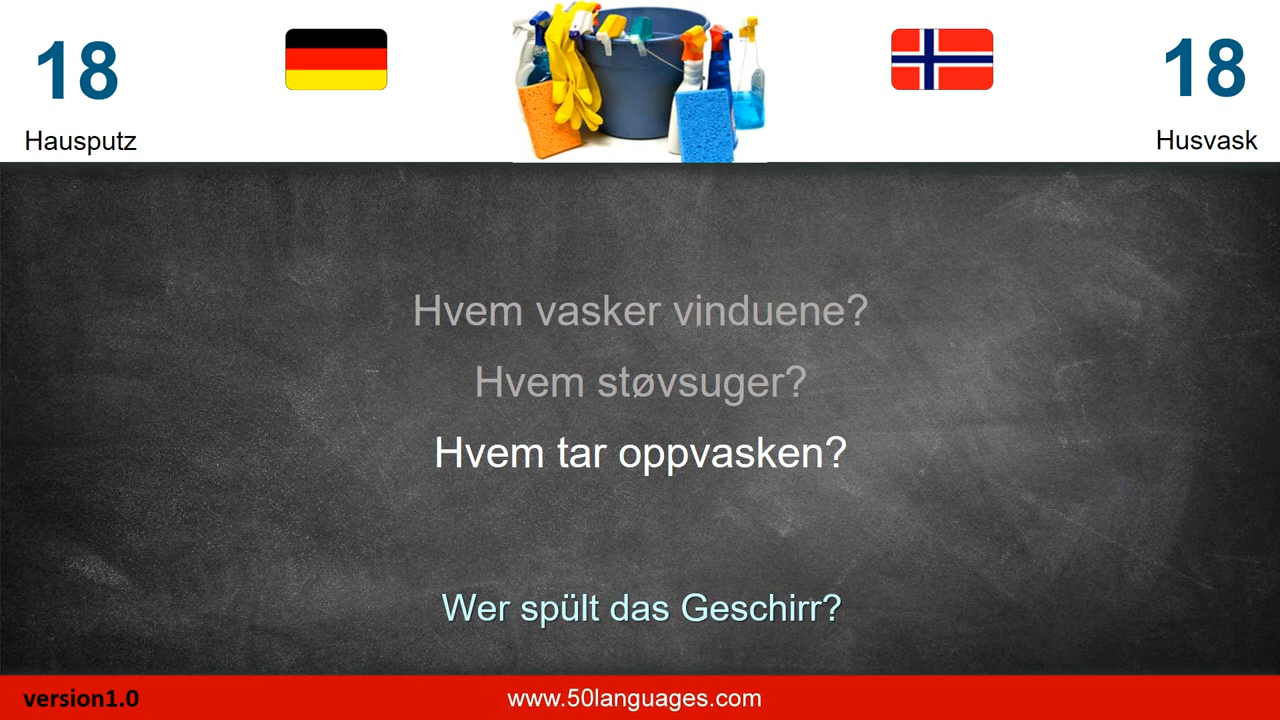 18
18
Hausputz
Husvask
Hvem vasker vinduene?
Hvem støvsuger?
Hvem tar oppvasken?
Wer spült das Geschirr?
version1.0
www.50languages.com